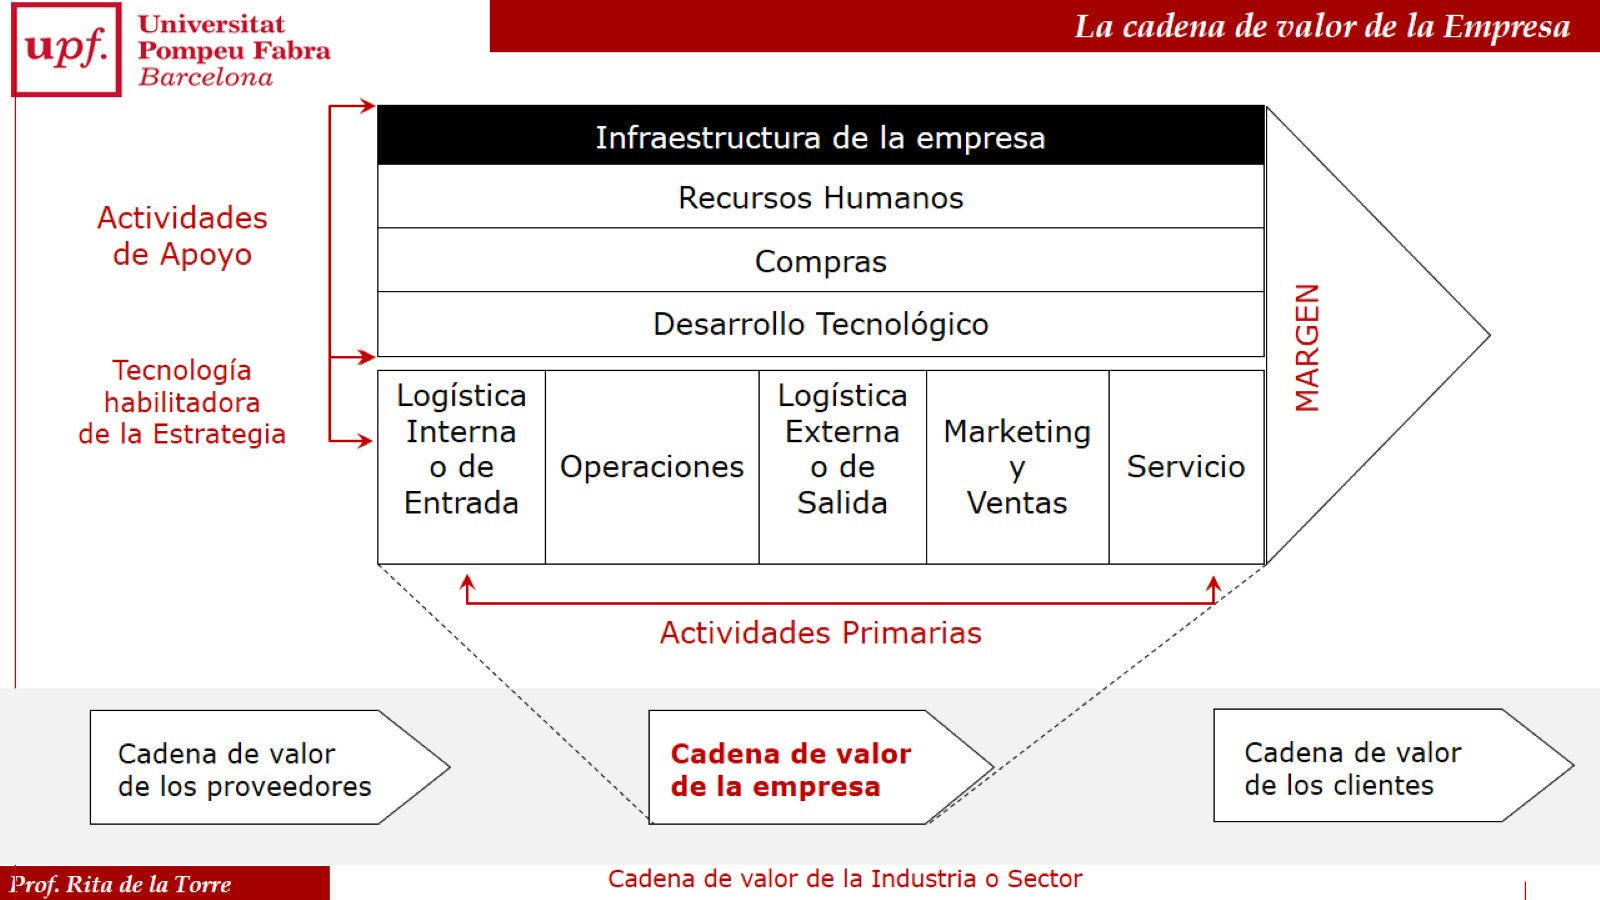 upf.
Universitat
Pompeu Fabra
Barcelona
La cadena de valor de la Empresa
Infraestructura de la empresa
Recursos Humanos
Compras
Desarrollo Tecnológico
Actividades
de Apoyo
Tecnología
habilitadora
de la Estrategia
Logística
Interna
o de
Entrada
Operaciones
Logística
Externa
o de
Salida
Marketing
y
Ventas
Servicio
MARGEN
Actividades Primarias
Cadena de valor
de los proveedores
Cadena de valor
de la empresa
Cadena de valor
de los clientes
Prof. Rita de la Torre
Cadena de valor de la Industria o Sector